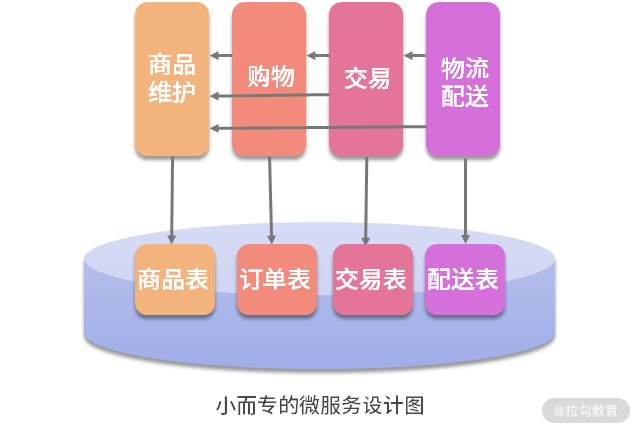 商品
维护
购物
交易
物流
配送
商品表
订单表
交易表
配送表
小而专的微服务设计图
@拉勾教育